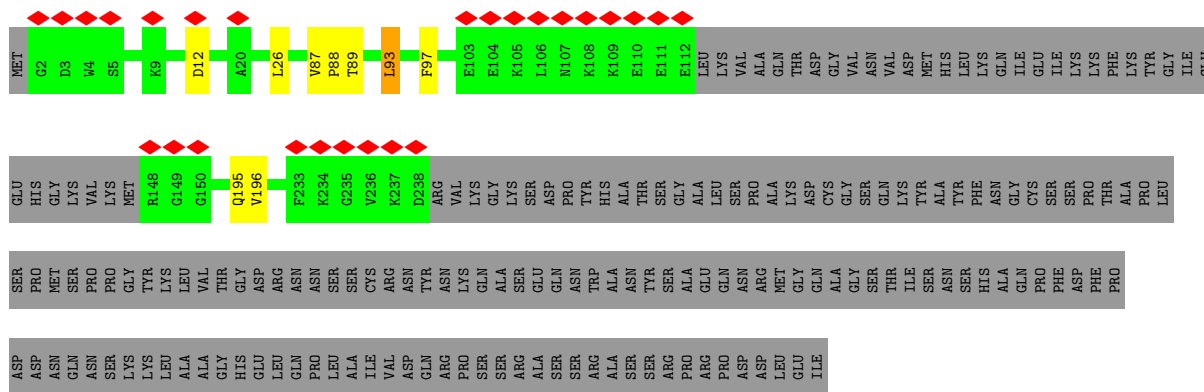 MET G2 D3 W4 S5 K9 D12 A20 L26 V87 P88 T89 L93 F97 E103 E104 K105 L106 N107 K108 K109 E110 E111 E112 LEU LYS VAL ALA GLN THR ASP GLY VAL ASN VAL ASP MET HIS LEU LYS GLN ILE GLU ILE LYS LYS PHE LYS TYR GLY ILE GLU
GLU HIS GLY LYS VAL LYS MET R148 G149 G150 Q195 V196 F233 K234 G235 V236 K237 D238 ARG VAL LYS GLY LYS SER ASP PRO TYR HIS ALA THR SER GLY ALA LEU SER PRO ALA LYS ASP CYS GLY SER GLN LYS TYR ALA TYR PHE ASN GLY CYS SER SER PRO THR ALA PRO LEU
SER PRO MET SER PRO PRO GLY TYR LYS LEU VAL THR GLY ASP ARG ASN ASN SER SER CYS ARG ASN TYR ASN LYS GLN ALA SER GLU GLN ASN TRP ALA ASN TYR SER ALA GLU GLN ASN ARG MET GLY GLN ALA GLY SER THR ILE SER ASN SER HIS ALA GLN PRO PHE ASP PHE PRO
ASP ASP ASN GLN ASN SER LYS LYS LEU ALA ALA GLY HIS GLU LEU GLN PRO LEU ALA ILE VAL ASP GLN ARG PRO SER SER ARG ALA SER SER ARG ALA SER SER ARG PRO ARG PRO ASP ASP LEU GLU ILE